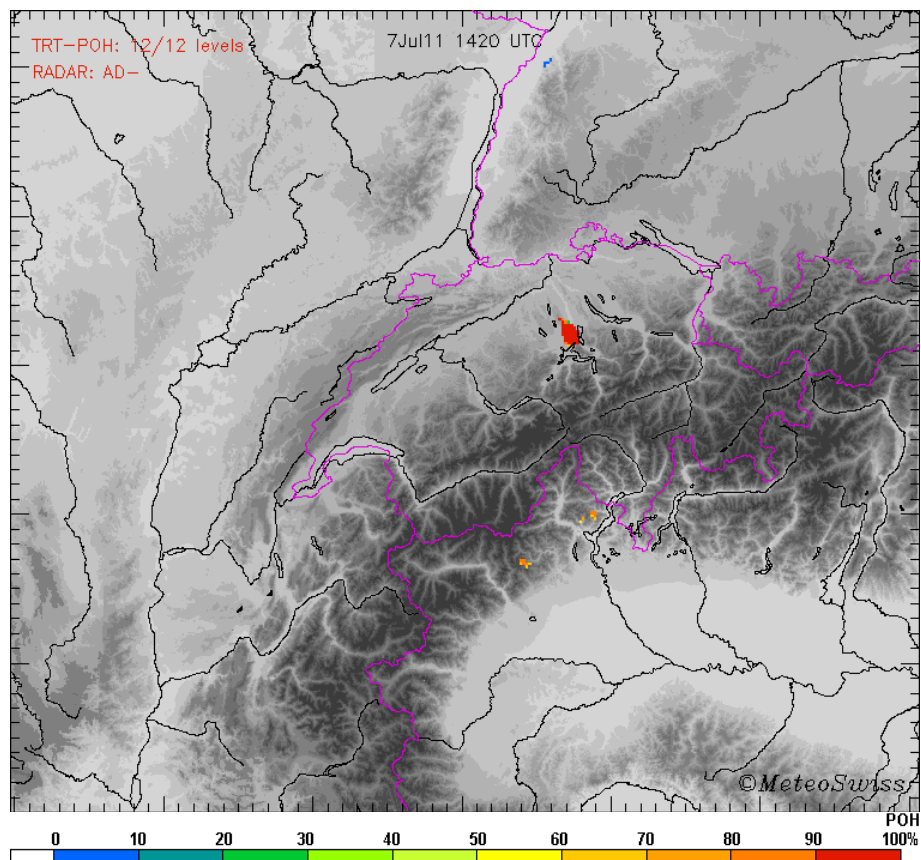 TRT-POH: 12/12 levels
7Jul11 1420 UTC
RADAR: AD-
©MeteoSwiss
POH
0 10 20 30 40 50 60 70 80 90 100%